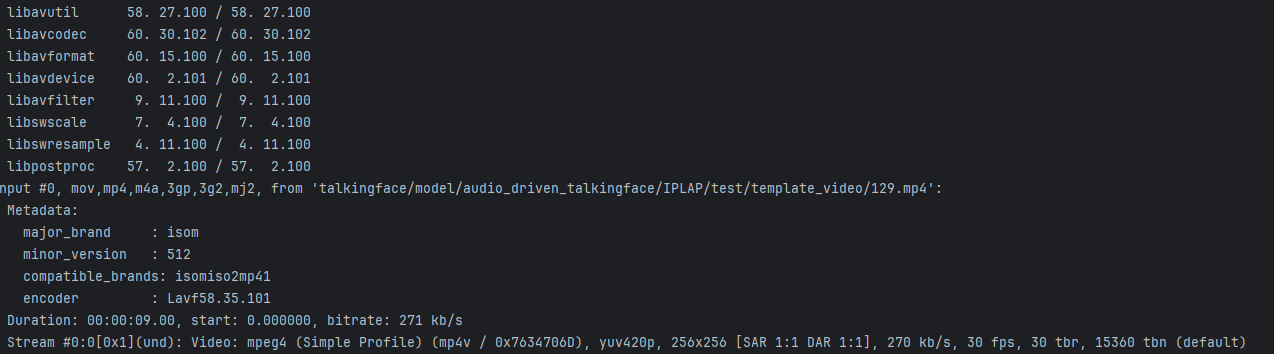 libavutil      58. 27.100 / 58. 27.100
libavcodec     60. 30.102 / 60. 30.102
libavformat    60. 15.100 / 60. 15.100
libavdevice    60.  2.101 / 60.  2.101
libavfilter     9. 11.100 /  9. 11.100
libswscale      7.  4.100 /  7.  4.100
libswresample   4. 11.100 /  4. 11.100
libpostproc    57.  2.100 / 57.  2.100
nput #0, mov,mp4,m4a,3gp,3g2,mj2, from 'talkingface/model/audio_driven_talkingface/IPLAP/test/template_video/129.mp4':
Metadata:
  major_brand     : isom
  minor_version   : 512
  compatible_brands: isomiso2mp41
  encoder         : Lavf58.35.101
Duration: 00:00:09.00, start: 0.000000, bitrate: 271 kb/s
Stream #0:0[0x1](und): Video: mpeg4 (Simple Profile) (mp4v / 0x7634706D), yuv420p, 256x256 [SAR 1:1 DAR 1:1], 270 kb/s, 30 fps, 30 tbr, 15360 tbn (default)